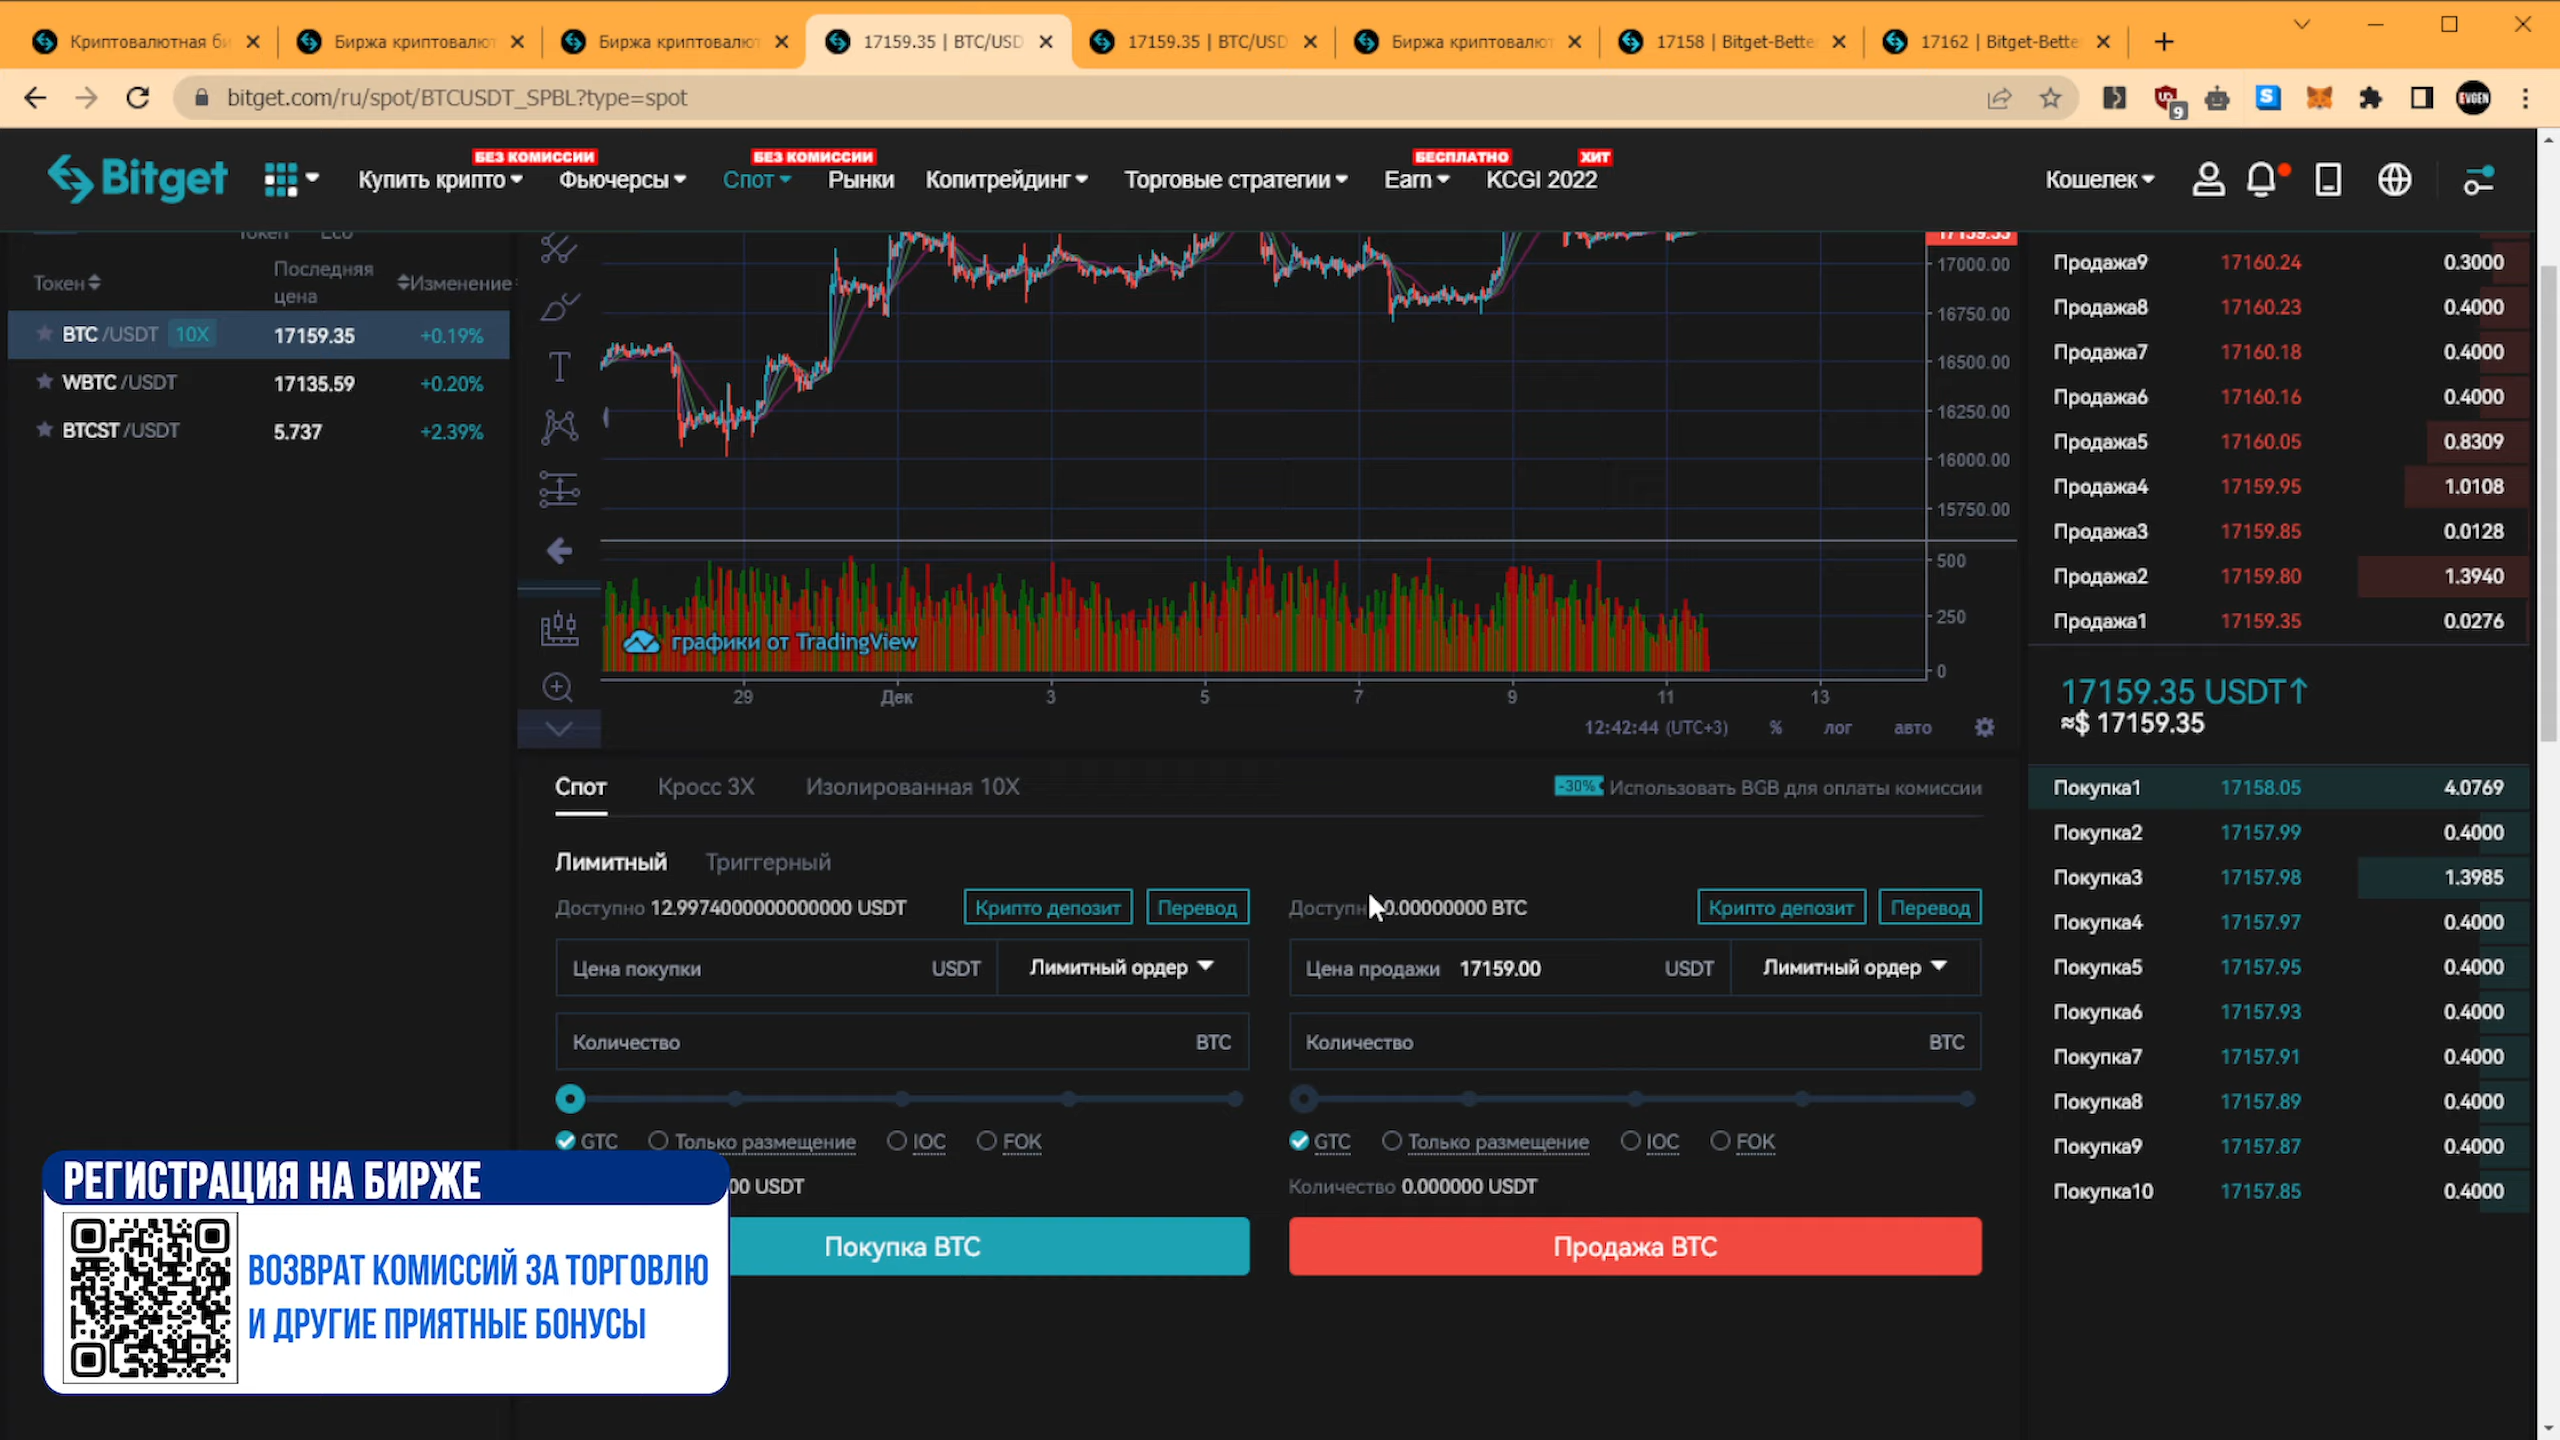 Криптовалютная би
Биржа криптовалют
Биржа криптовалют
17159.35 | BTC/USD
17159.35 | BTC/USD
Биржа криптовалют
17158 | Bitget-Bette
17162 | Bitget-Bette
bitget.com/ru/spot/BTCUSDT_SPBL?type=spot
9
EVGEN
Bitget
Купить крипто
БЕЗ КОМИССИИ
Фьючерсы
БЕЗ КОМИССИИ
Спот
Рынки
Копитрейдинг
Торговые стратегии
БЕСПЛАТНО
Earn
ХИТ
KCGI 2022
Кошелек
Токен Eco
Токен
Последняя цена
Изменение
BTC /USDT 10X 17159.35 +0.19%
WBTC /USDT 17135.59 +0.20%
BTCST /USDT 5.737 +2.39%
17159.35
17000.00
16750.00
16500.00
16250.00
16000.00
15750.00
500
250
0
графики от TradingView
29 Дек 3 5 7 9 11 13
12:42:44 (UTC+3) % лог авто
Продажа9 17160.24 0.3000
Продажа8 17160.23 0.4000
Продажа7 17160.18 0.4000
Продажа6 17160.16 0.4000
Продажа5 17160.05 0.8309
Продажа4 17159.95 1.0108
Продажа3 17159.85 0.0128
Продажа2 17159.80 1.3940
Продажа1 17159.35 0.0276
17159.35 USDT↑
≈$ 17159.35
Покупка1 17158.05 4.0769
Покупка2 17157.99 0.4000
Покупка3 17157.98 1.3985
Покупка4 17157.97 0.4000
Покупка5 17157.95 0.4000
Покупка6 17157.93 0.4000
Покупка7 17157.91 0.4000
Покупка8 17157.89 0.4000
Покупка9 17157.87 0.4000
Покупка10 17157.85 0.4000
Спот Кросс 3X Изолированная 10X
-30% Использовать BGB для оплаты комиссии
Лимитный Триггерный
Доступно 12.9974000000000000 USDT
Крипто депозит Перевод
Цена покупки USDT Лимитный ордер
Количество BTC
GTC Только размещение IOC FOK
00 USDT
Покупка BTC
Доступн 0.00000000 BTC
Крипто депозит Перевод
Цена продажи 17159.00 USDT Лимитный ордер
Количество BTC
GTC Только размещение IOC FOK
Количество 0.000000 USDT
Продажа BTC
РЕГИСТРАЦИЯ НА БИРЖЕ
ВОЗВРАТ КОМИССИЙ ЗА ТОРГОВЛЮ
И ДРУГИЕ ПРИЯТНЫЕ БОНУСЫ